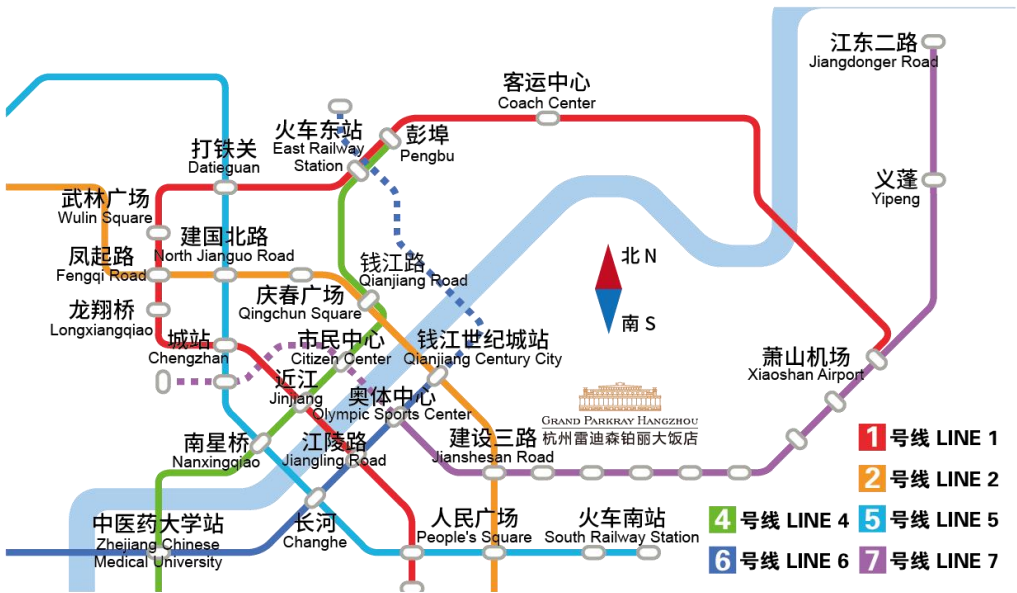 江东二路
Jiangdonger Road
客运中心
Coach Center
火车东站
East Railway
Station
彭埠
Pengbu
打铁关
Datieguan
义蓬
Yipeng
武林广场
Wulin Square
建国北路
North Jianguo Road
凤起路
Fengqi Road
钱江路
Qianjiang Road
北 N
南 S
庆春广场
Qingchun Square
龙翔桥
Longxiangqiao
城站
Chengzhan
市民中心
Citizen Center
钱江世纪城站
Qianjiang Century City
萧山机场
Xiaoshan Airport
近江
Jinjiang
奥体中心
Olympic Sports Center
GRAND PARKRAY HANGZHOU
杭州雷迪森铂丽大饭店
南星桥
Nanxingqiao
江陵路
Jiangling Road
建设三路
Jianshesan Road
1 号线 LINE 1
2 号线 LINE 2
4 号线 LINE 4
5 号线 LINE 5
6 号线 LINE 6
7 号线 LINE 7
中医药大学站
Zhejiang Chinese
Medical University
长河
Changhe
人民广场
People's Square
火车南站
South Railway Station